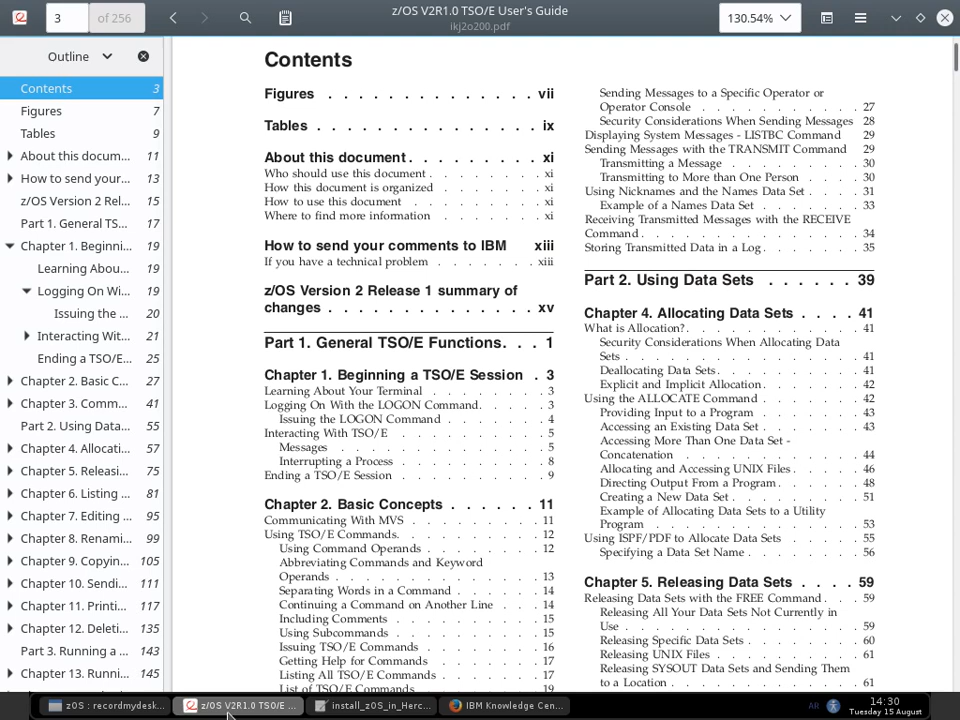 3 of 256
z/OS V2R1.0 TSO/E User's Guide
ikj2o200.pdf
130.54%
Outline
Contents 3
Figures 7
Tables 9
About this docum... 11
How to send your... 13
z/OS Version 2 Rel... 15
Part 1. General TS... 17
Chapter 1. Beginni... 19
Learning Abou... 19
Logging On Wi... 19
Issuing the ... 20
Interacting Wit... 21
Ending a TSO/E... 25
Chapter 2. Basic C... 27
Chapter 3. Comm... 41
Part 2. Using Data... 55
Chapter 4. Allocati... 57
Chapter 5. Releasi... 75
Chapter 6. Listing ... 81
Chapter 7. Editing ... 95
Chapter 8. Renami... 99
Chapter 9. Copyin... 105
Chapter 10. Sendi... 111
Chapter 11. Printi... 117
Chapter 12. Deleti... 135
Part 3. Running a ... 143
Chapter 13. Runni... 145
Contents
Figures . . . . . . . . . . . . . . vii
Tables . . . . . . . . . . . . . . ix
About this document . . . . . . . . . xi
Who should use this document . . . . . . . . xi
How this document is organized . . . . . . . xi
How to use this document . . . . . . . . . xi
Where to find more information . . . . . . . xi
How to send your comments to IBM xiii
If you have a technical problem . . . . . . . xiii
z/OS Version 2 Release 1 summary of
changes . . . . . . . . . . . . . . xv
Part 1. General TSO/E Functions. . . 1
Chapter 1. Beginning a TSO/E Session . 3
Learning About Your Terminal . . . . . . . . 3
Logging On With the LOGON Command. . . . . 3
Issuing the LOGON Command . . . . . . . 4
Interacting With TSO/E . . . . . . . . . . 5
Messages . . . . . . . . . . . . . . 5
Interrupting a Process . . . . . . . . . . 8
Ending a TSO/E Session . . . . . . . . . . 9
Chapter 2. Basic Concepts . . . . . . 11
Communicating With MVS . . . . . . . . . 11
Using TSO/E Commands. . . . . . . . . . 12
Using Command Operands . . . . . . . . 12
Abbreviating Commands and Keyword
Operands . . . . . . . . . . . . . . 13
Separating Words in a Command . . . . . . 14
Continuing a Command on Another Line . . . 14
Including Comments . . . . . . . . . . 15
Using Subcommands . . . . . . . . . . 15
Issuing TSO/E Commands . . . . . . . . 16
Getting Help for Commands . . . . . . . 17
Listing All TSO/E Commands . . . . . . . 17
List of TSO/E Commands . . . . . . . . 19
Sending Messages to a Specific Operator or
Operator Console . . . . . . . . . . . 27
Security Considerations When Sending Messages 28
Displaying System Messages - LISTBC Command 29
Sending Messages with the TRANSMIT Command 29
Transmitting a Message . . . . . . . . . 30
Transmitting to More than One Person . . . . 30
Using Nicknames and the Names Data Set . . . . 31
Example of a Names Data Set . . . . . . . 33
Receiving Transmitted Messages with the RECEIVE
Command . . . . . . . . . . . . . . . 34
Storing Transmitted Data in a Log . . . . . . . 35
Part 2. Using Data Sets . . . . . . 39
Chapter 4. Allocating Data Sets . . . . 41
What is Allocation? . . . . . . . . . . . . 41
Security Considerations When Allocating Data
Sets . . . . . . . . . . . . . . . . 41
Deallocating Data Sets . . . . . . . . . . 41
Explicit and Implicit Allocation . . . . . . . 42
Using the ALLOCATE Command . . . . . . . 42
Providing Input to a Program . . . . . . . 43
Accessing an Existing Data Set . . . . . . . 43
Accessing More Than One Data Set -
Concatenation . . . . . . . . . . . . 44
Allocating and Accessing UNIX Files . . . . . 46
Directing Output From a Program . . . . . . 48
Creating a New Data Set . . . . . . . . . 51
Example of Allocating Data Sets to a Utility
Program . . . . . . . . . . . . . . 53
Using ISPF/PDF to Allocate Data Sets . . . . . 55
Specifying a Data Set Name . . . . . . . . 56
Chapter 5. Releasing Data Sets . . . . 59
Releasing Data Sets with the FREE Command . . . 59
Releasing All Your Data Sets Not Currently in
Use . . . . . . . . . . . . . . . . 59
Releasing Specific Data Sets . . . . . . . . 60
Releasing UNIX Files . . . . . . . . . . 61
Releasing SYSOUT Data Sets and Sending Them
to a Location . . . . . . . . . . . . . 61
z0S : recordmydesk...
z/OS V2R1.0 TSO/E ...
install_z0S_in_Herc...
IBM Knowledge Cen...
AR
14:30
Tuesday 15 August